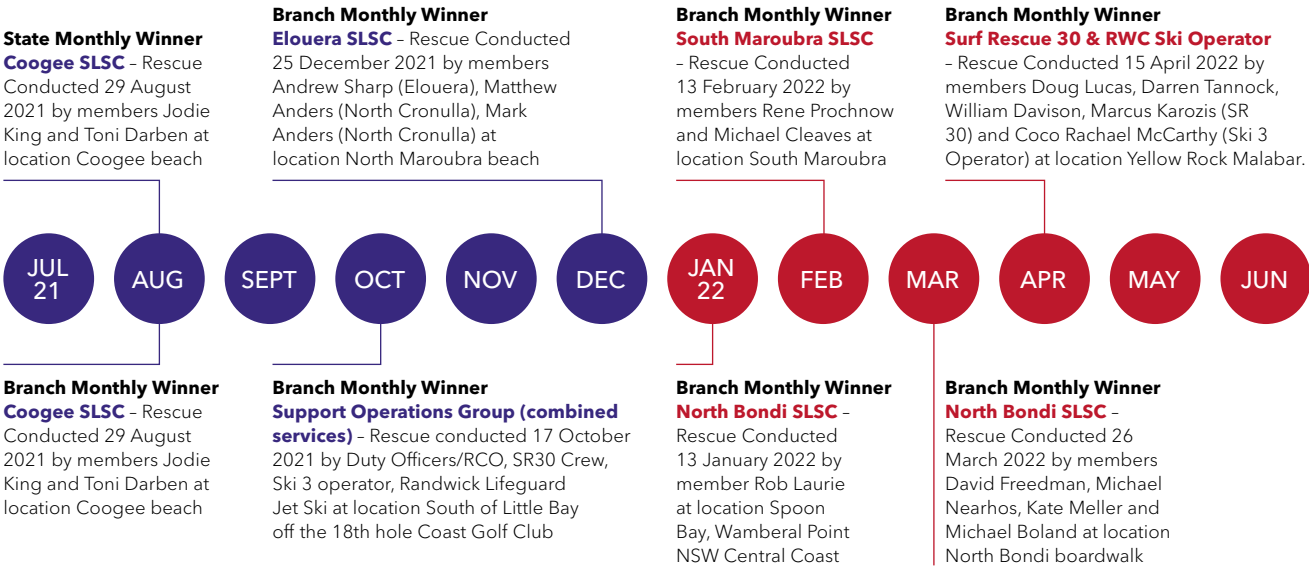 State Monthly Winner
Coogee SLSC – Rescue
Conducted 29 August
2021 by members Jodie
King and Toni Darben at
location Coogee beach
Branch Monthly Winner
Elouera SLSC – Rescue Conducted
25 December 2021 by members
Andrew Sharp (Elouera), Matthew
Anders (North Cronulla), Mark
Anders (North Cronulla) at
location North Maroubra beach
Branch Monthly Winner
South Maroubra SLSC
– Rescue Conducted
13 February 2022 by
members Rene Prochnow
and Michael Cleaves at
location South Maroubra
Branch Monthly Winner
Surf Rescue 30 & RWC Ski Operator
– Rescue Conducted 15 April 2022 by
members Doug Lucas, Darren Tannock,
William Davison, Marcus Karozis (SR
30) and Coco Rachael McCarthy (Ski 3
Operator) at location Yellow Rock Malabar.
JUL
21
AUG
SEPT
OCT
NOV
DEC
JAN
22
FEB
MAR
APR
MAY
JUN
Branch Monthly Winner
Coogee SLSC – Rescue
Conducted 29 August
2021 by members Jodie
King and Toni Darben at
location Coogee beach
Branch Monthly Winner
Support Operations Group (combined
services) – Rescue conducted 17 October
2021 by Duty Officers/RCO, SR30 Crew,
Ski 3 operator, Randwick Lifeguard
Jet Ski at location South of Little Bay
off the 18th hole Coast Golf Club
Branch Monthly Winner
North Bondi SLSC –
Rescue Conducted
13 January 2022 by
member Rob Laurie
at location Spoon
Bay, Wamberal Point
NSW Central Coast
Branch Monthly Winner
North Bondi SLSC –
Rescue Conducted 26
March 2022 by members
David Freedman, Michael
Nearhos, Kate Meller and
Michael Boland at location
North Bondi boardwalk